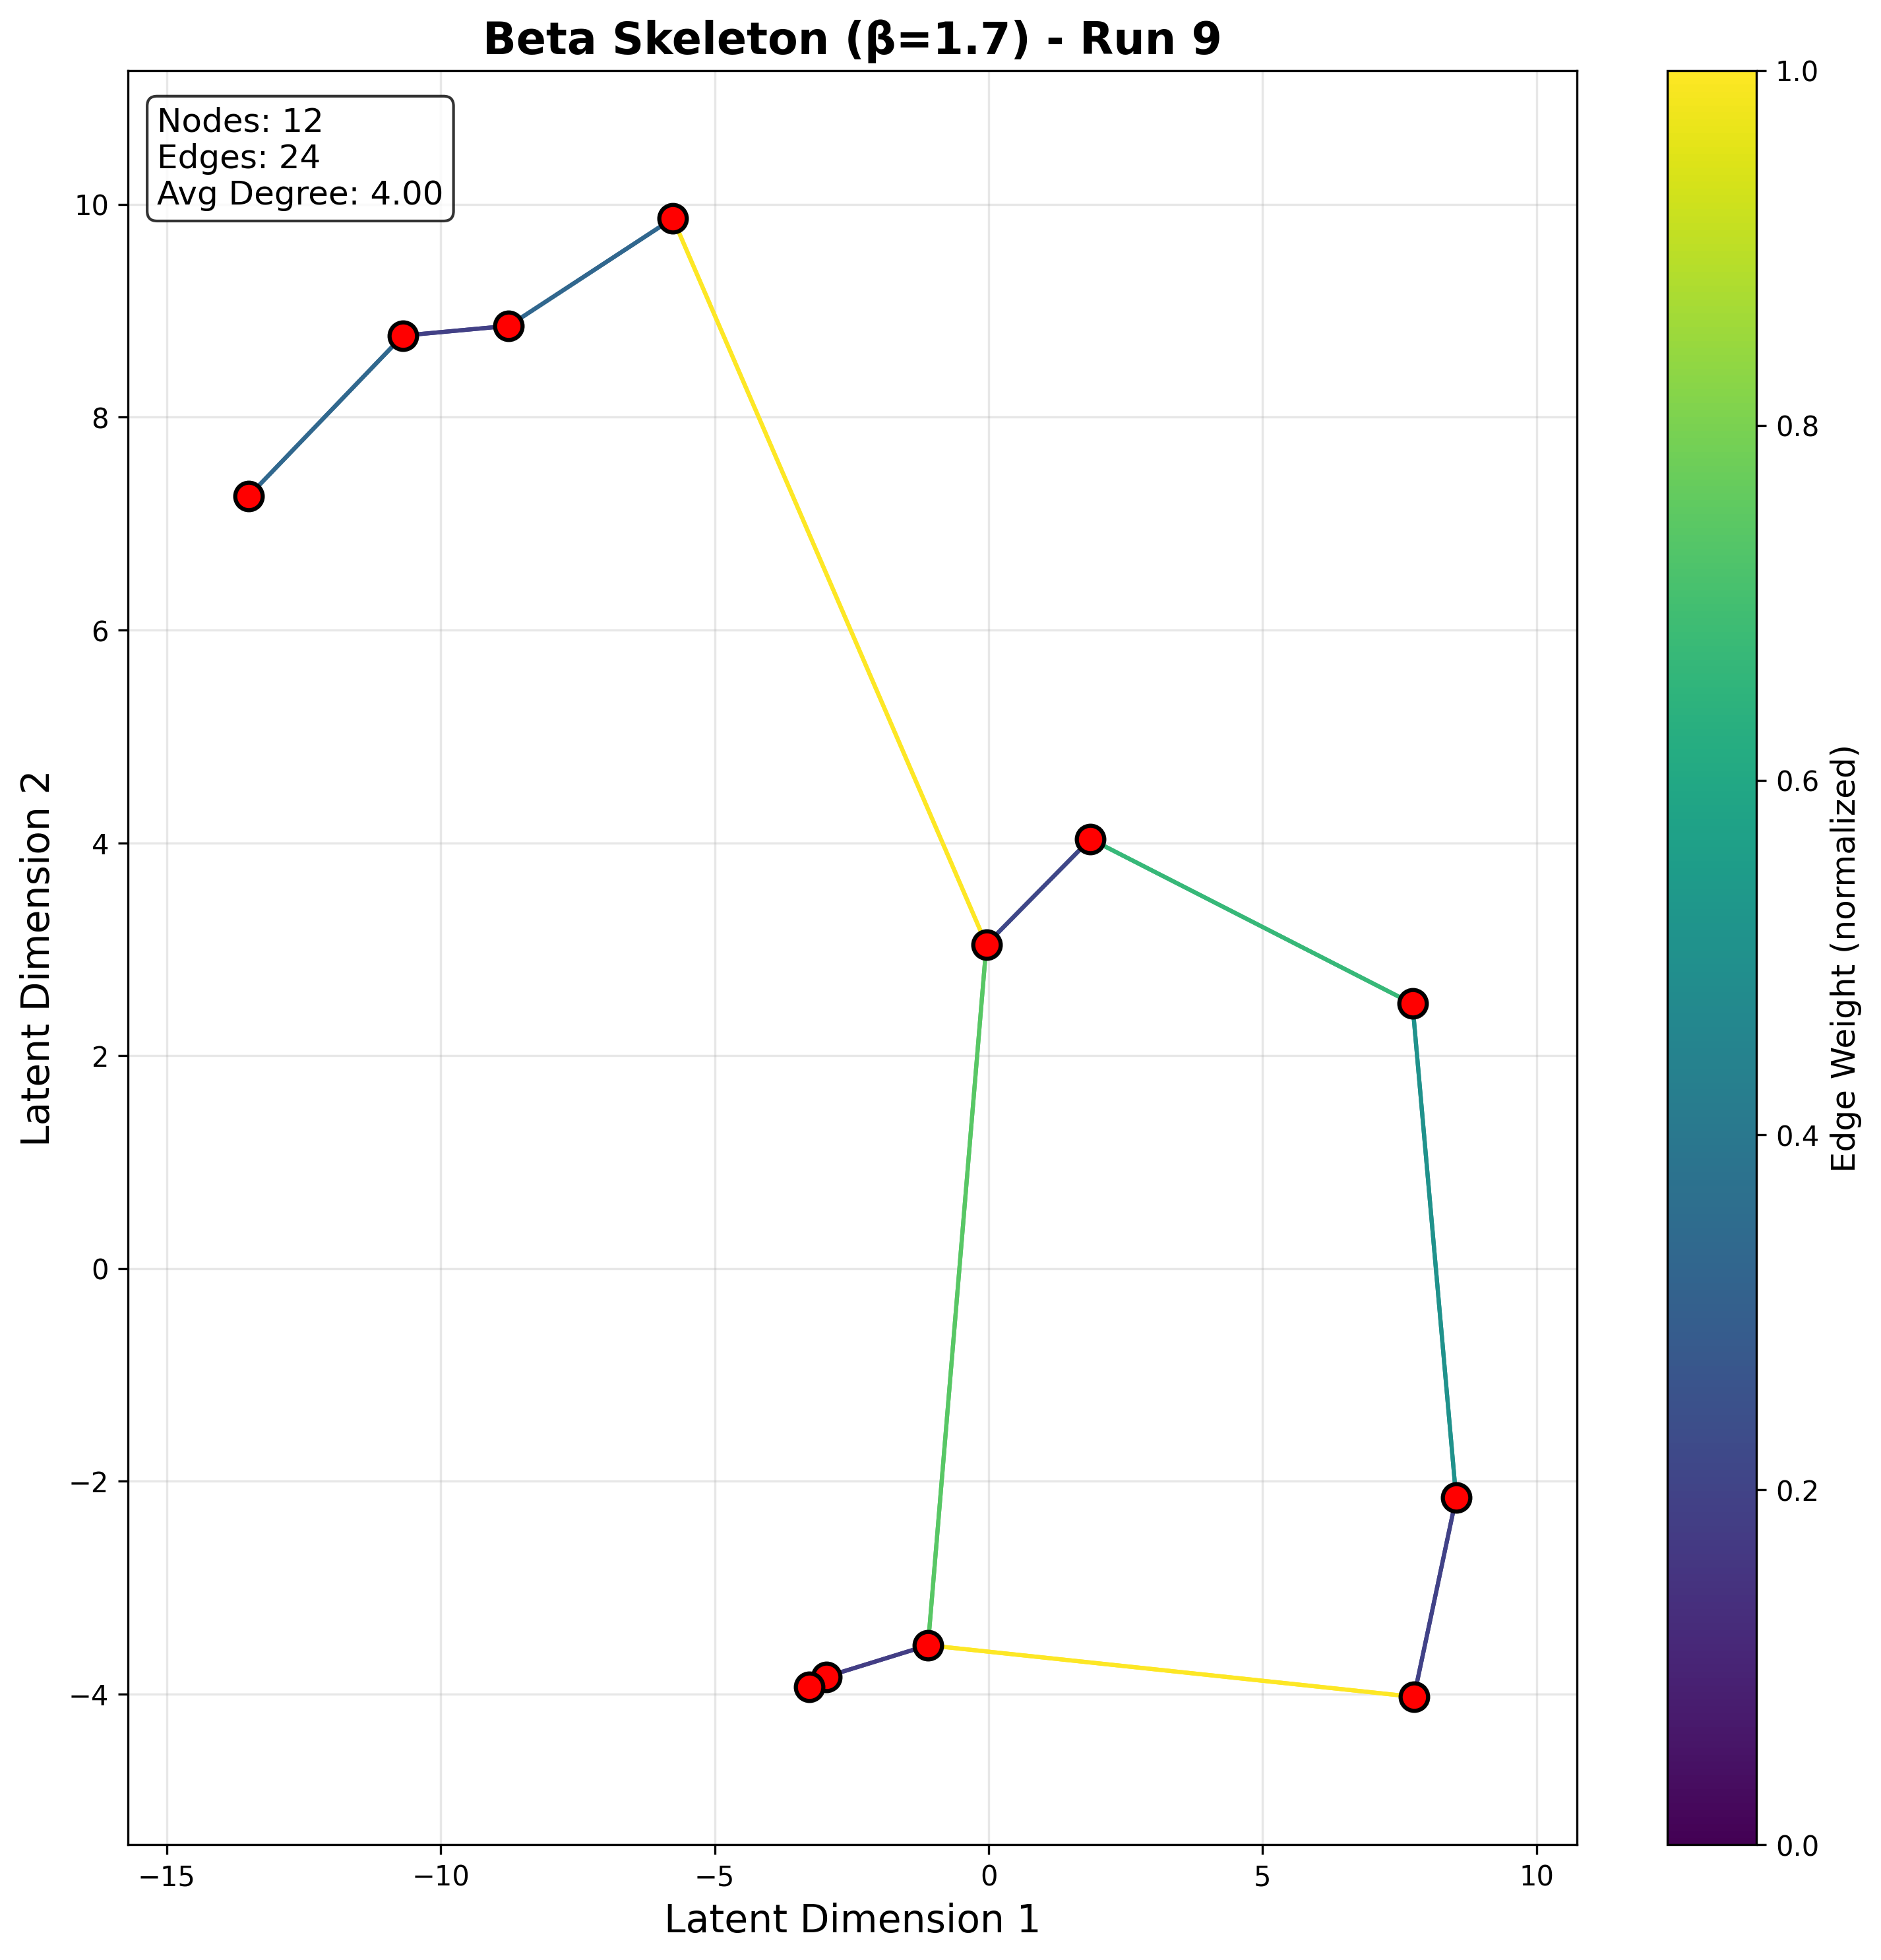 Beta Skeleton (β=1.7) - Run 9
Nodes: 12
Edges: 24
Avg Degree: 4.00
10
8
6
4
2
0
−2
−4
Latent Dimension 2
−15
−10
−5
0
5
10
Latent Dimension 1
1.0
0.8
0.6
0.4
0.2
0.0
Edge Weight (normalized)